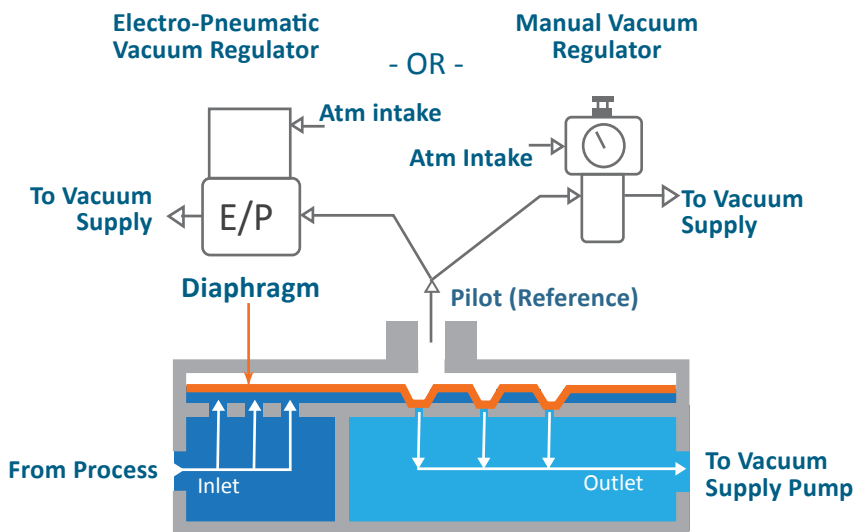 Electro-Pneumatic
Vacuum Regulator
- OR -
Manual Vacuum
Regulator
Atm intake
Atm Intake
To Vacuum
Supply
E/P
To Vacuum
Supply
Diaphragm
Pilot (Reference)
From Process
Inlet
Outlet
To Vacuum
Supply Pump